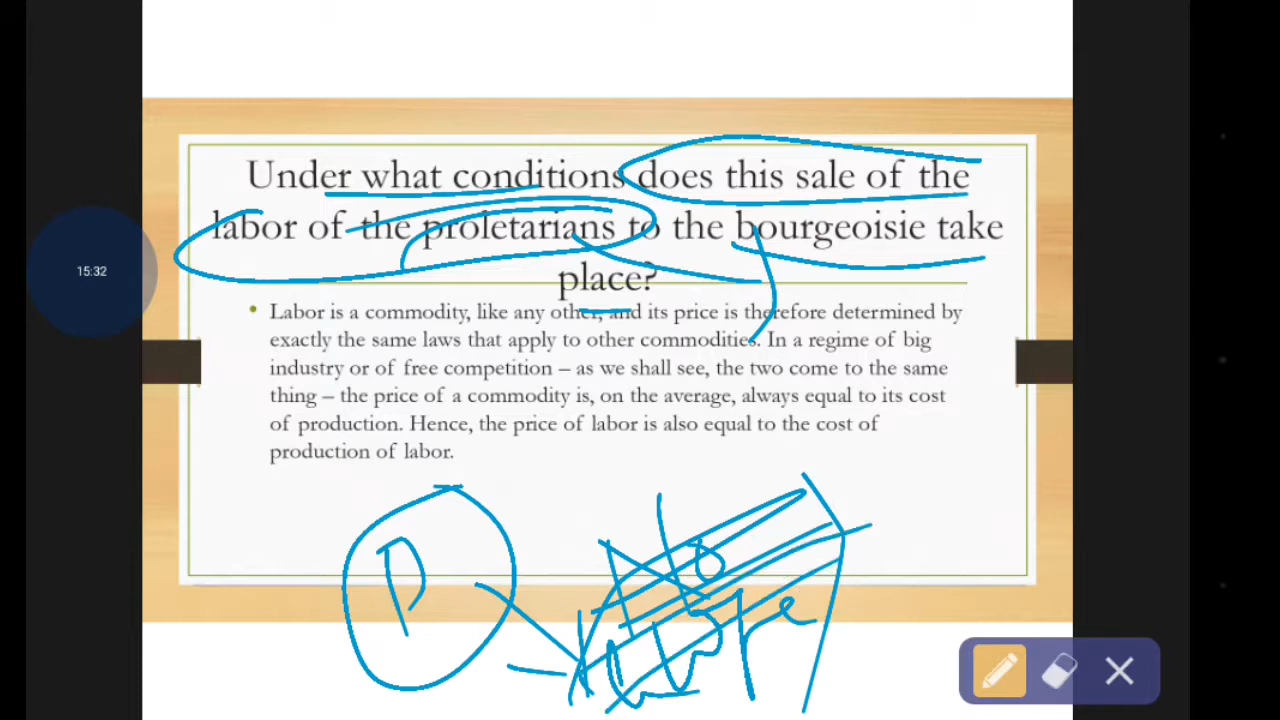 Under what conditions does this sale of the
labor of the proletarians to the bourgeoisie take
place?
15:32
• Labor is a commodity, like any other, and its price is therefore determined by
exactly the same laws that apply to other commodities. In a regime of big
industry or of free competition – as we shall see, the two come to the same
thing – the price of a commodity is, on the average, always equal to its cost
of production. Hence, the price of labor is also equal to the cost of
production of labor.
P
No